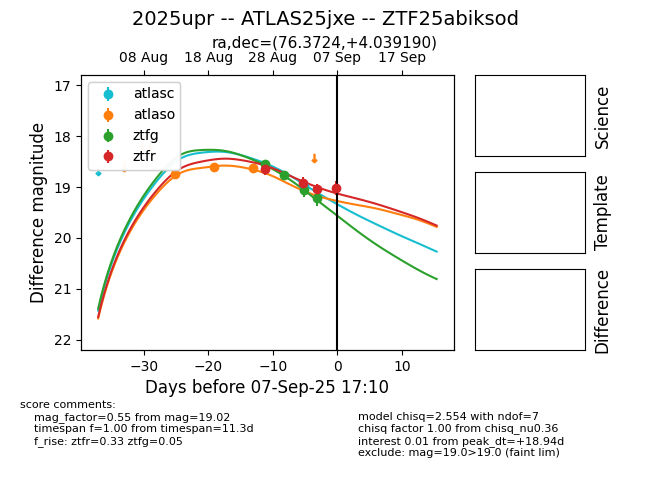 2025upr -- ATLAS25jxe -- ZTF25abiksod
ra,dec=(76.3724,+4.039190)
08 Aug 18 Aug 28 Aug 07 Sep 17 Sep
17
18
19
20
21
22
Difference magnitude
atlasc
atlaso
ztfg
ztfr
−30 −20 −10 0 10
Days before 07-Sep-25 17:10
Science
Template
Difference
score comments:
mag_factor=0.55 from mag=19.02
timespan f=1.00 from timespan=11.3d
f_rise: ztfr=0.33 ztfg=0.05
model chisq=2.554 with ndof=7
chisq factor 1.00 from chisq_nu0.36
interest 0.01 from peak_dt=+18.94d
exclude: mag=19.0>19.0 (faint lim)